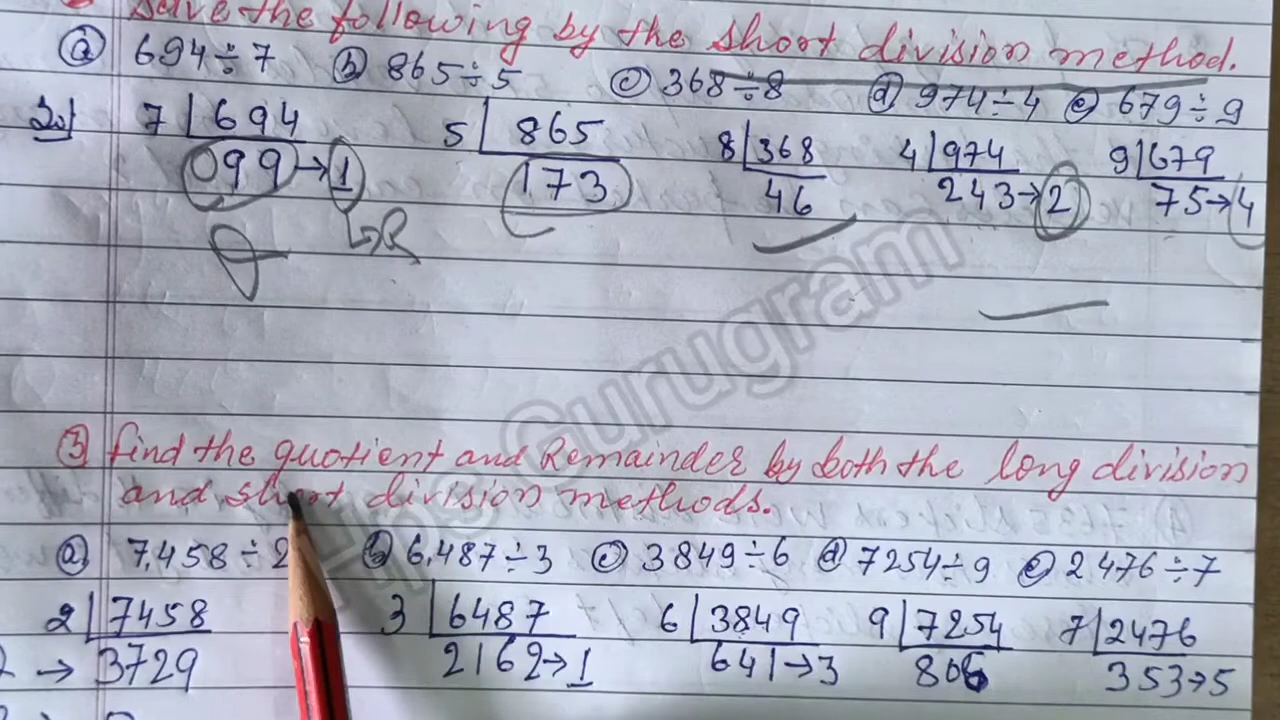 Solve the following by the short division method.
ⓐ 694÷7 ⓑ 865÷5 ⓒ 368÷8 ⓓ 974÷4 ⓔ 679÷9
2. 7 694 5 865 8 368 4 974 9 679
099→1 173 46 243→2 75→4
Q →R
③ find the quotient and Remainder by both the long division
and short division methods.
ⓐ 7,458÷2 ⓑ 6,487÷3 ⓒ 3849÷6 ⓓ 7254÷9 ⓔ 2476÷7
2 7458 3 6487 6 3849 9 7254 7 2476
→ 3729 2162→1 641→3 806 353→5
Gurugram